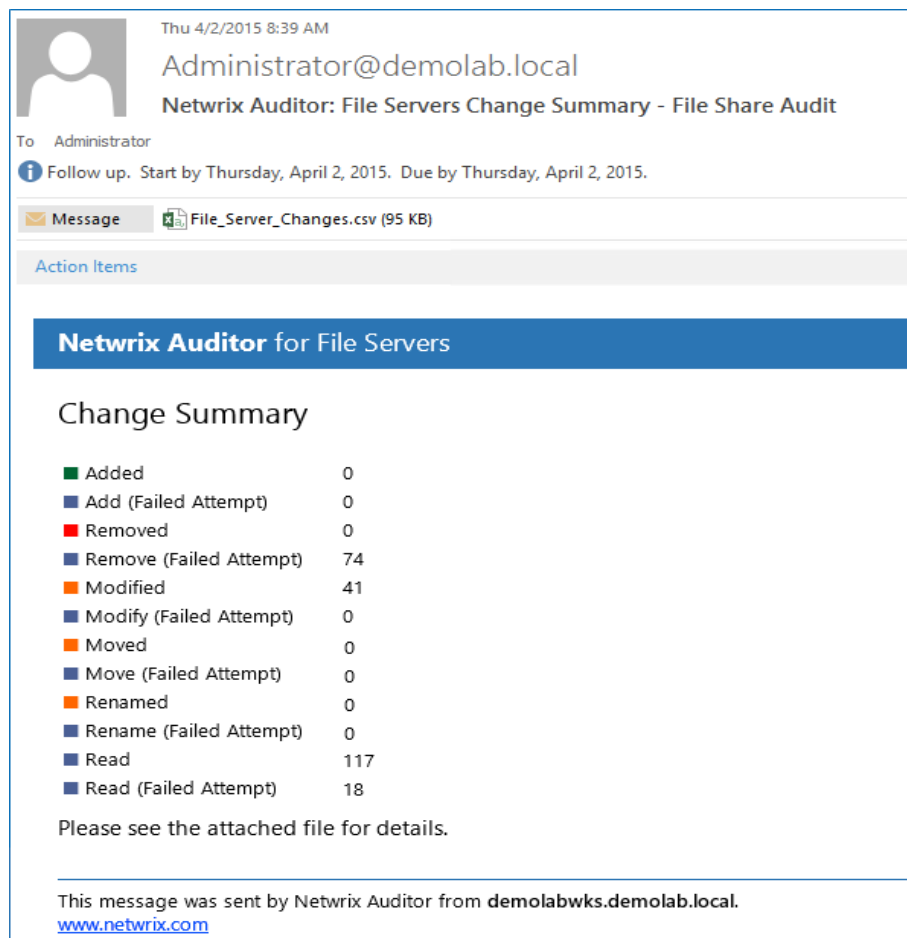 Thu 4/2/2015 8:39 AM
Administrator@demolab.local
Netwrix Auditor: File Servers Change Summary - File Share Audit
To Administrator
Follow up. Start by Thursday, April 2, 2015. Due by Thursday, April 2, 2015.
Message File_Server_Changes.csv (95 KB)
Action Items
Netwrix Auditor for File Servers
Change Summary
Added 0
Add (Failed Attempt) 0
Removed 0
Remove (Failed Attempt) 74
Modified 41
Modify (Failed Attempt) 0
Moved 0
Move (Failed Attempt) 0
Renamed 0
Rename (Failed Attempt) 0
Read 117
Read (Failed Attempt) 18
Please see the attached file for details.
This message was sent by Netwrix Auditor from demolabwks.demolab.local.
www.netwrix.com